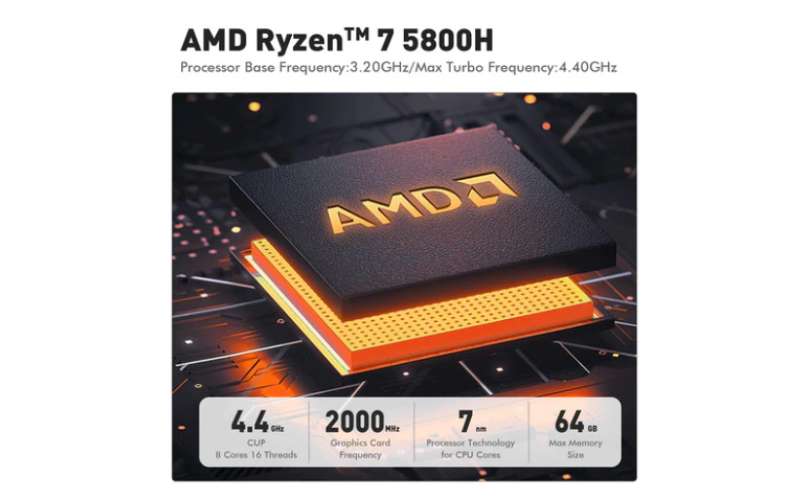 AMD Ryzen™ 7 5800H
Processor Base Frequency:3.20GHz/Max Turbo Frequency:4.40GHz
AMD
4.4 GHz
CUP
8 Cores 16 Threads
2000 MHz
Graphics Card
Frequency
7 nm
Processor Technology
for CPU Cores
64 GB
Max Memory
Size